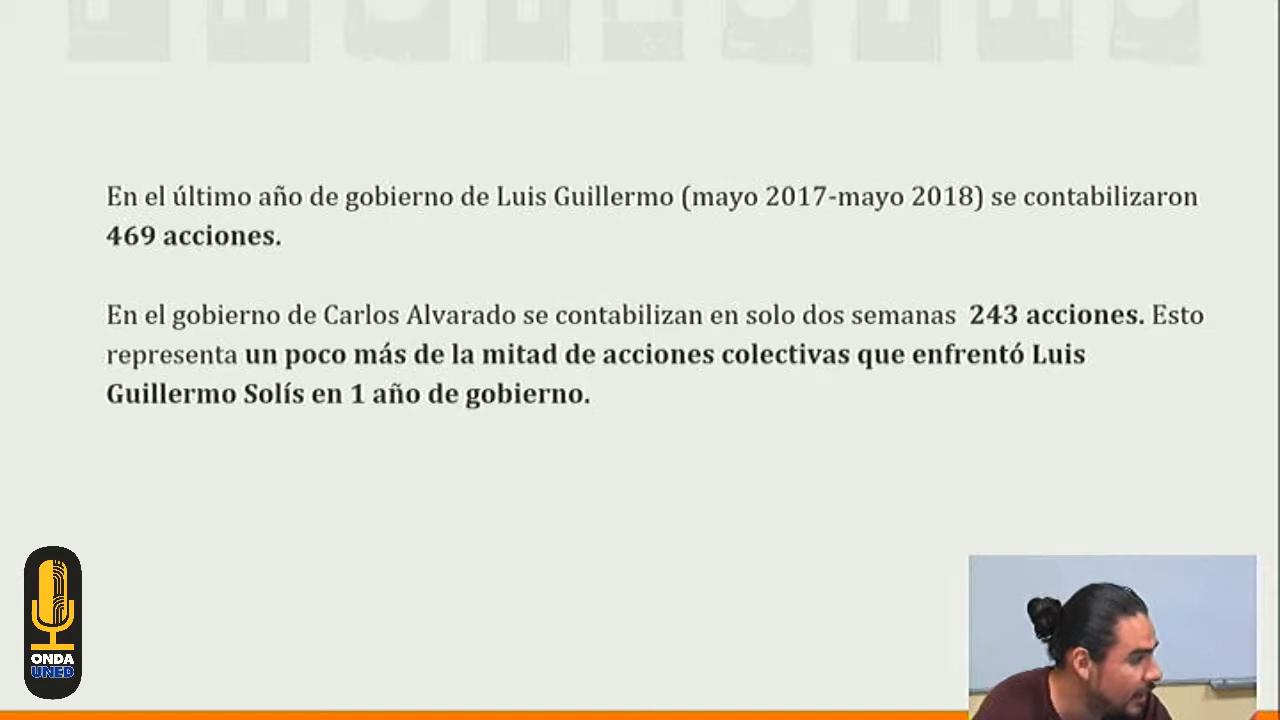 En el último año de gobierno de Luis Guillermo (mayo 2017-mayo 2018) se contabilizaron
469 acciones.
En el gobierno de Carlos Alvarado se contabilizan en solo dos semanas 243 acciones. Esto
representa un poco más de la mitad de acciones colectivas que enfrentó Luis
Guillermo Solís en 1 año de gobierno.
ONDA
UNED